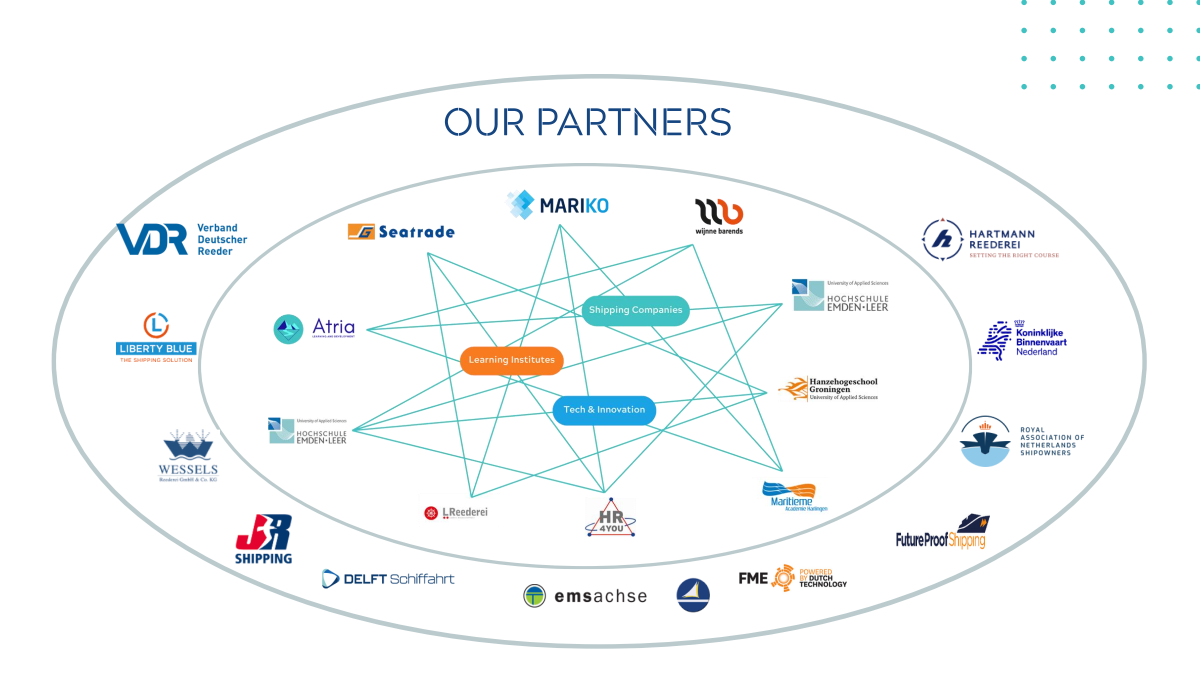 OUR PARTNERS
MARIKO
wijnne barends
Seatrade
VDR
Verband
Deutscher
Reeder
HARTMANN
REEDEREI
SETTING THE RIGHT COURSE
University of Applied Sciences
HOCHSCHULE
EMDEN·LEER
Shipping Companies
Atria
LEARNING AND DEVELOPMENT
L
LIBERTY BLUE
THE SHIPPING SOLUTION
Koninklijke
Binnenvaart
Nederland
Learning Institutes
Hanzehogeschool
Groningen
University of Applied Sciences
Tech & Innovation
University of Applied Sciences
HOCHSCHULE
EMDEN·LEER
ROYAL
ASSOCIATION OF
NETHERLANDS
SHIPOWNERS
WESSELS
Reederei GmbH & Co. KG
Maritieme
Academie Harlingen
LReederei
HR
4YOU
JR
SHIPPING
FutureProofShipping
DELFT Schiffahrt
emsachse
FME
POWERED
BY DUTCH
TECHNOLOGY